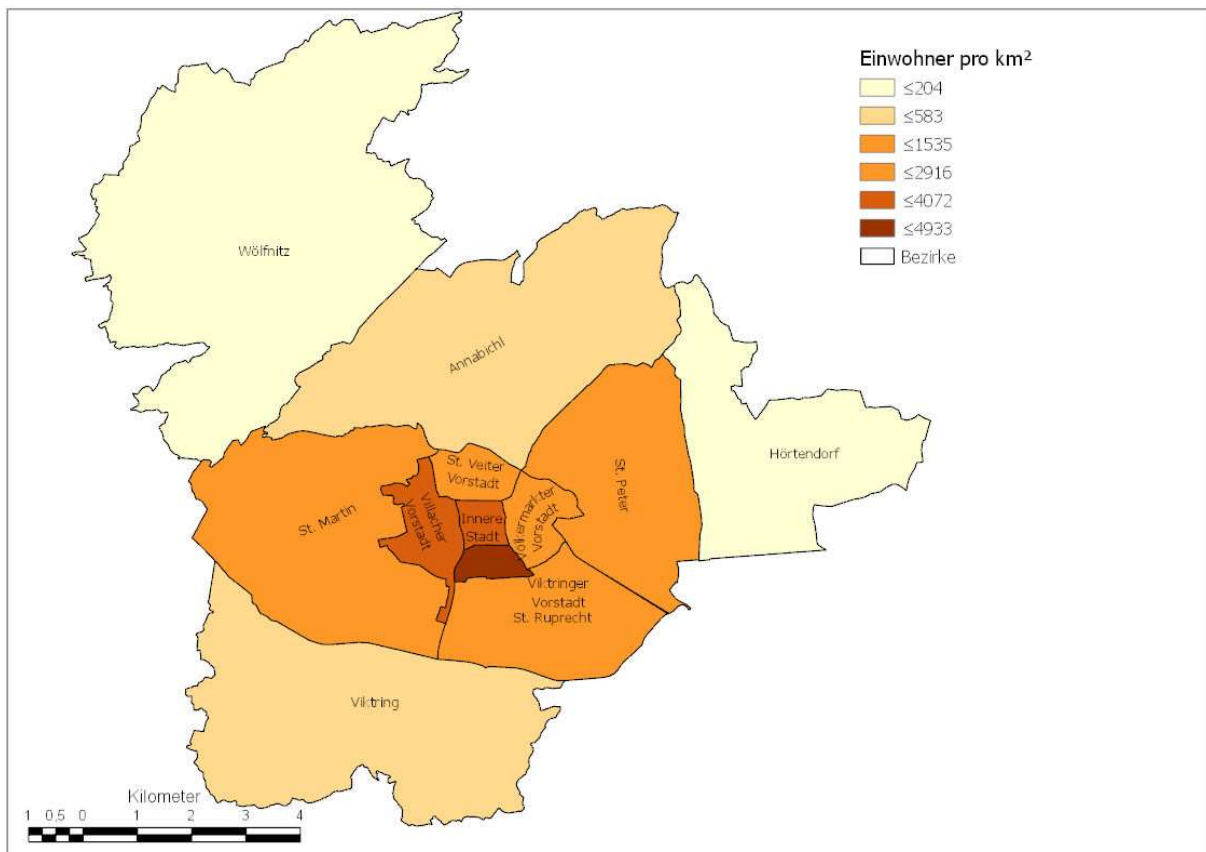 Einwohner pro km²
≤204
≤583
≤1535
≤2916
≤4072
≤4933
Bezirke
Wölfnitz
Annabichl
Hörtendorf
St. Veiter
Vorstadt
St. Peter
St. Martin
Villacher
Vorstadt
Innere
Stadt
Völkermarkter
Vorstadt
Viktringer
Vorstadt
St. Ruprecht
Viktring
Kilometer
1 0,5 0 1 2 3 4